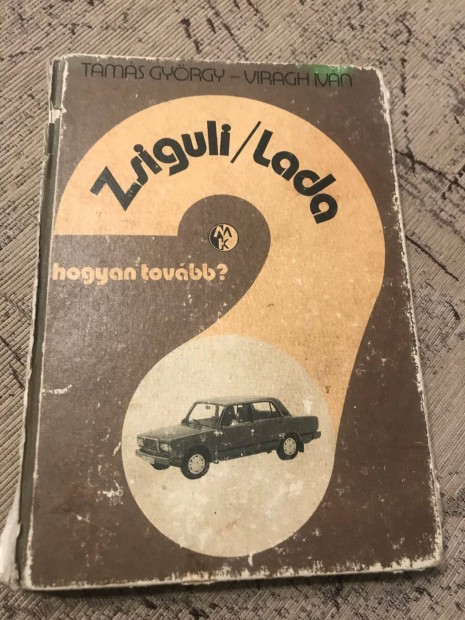 TAMÁS GYÖRGY – VIRÁGH IVÁN
Zsiguli/Lada
MK
hogyan tovább?